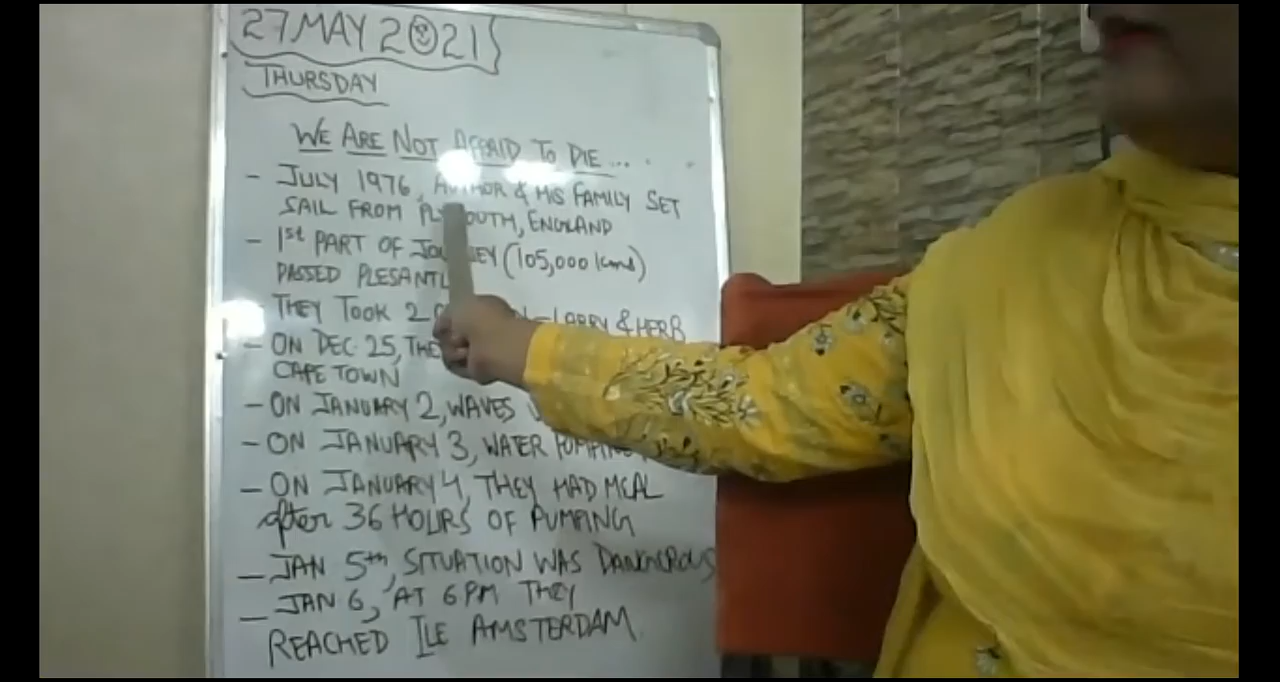 27 MAY 2021
THURSDAY
WE ARE NOT AFRAID TO DIE...
- JULY 1976, AUTHOR & HIS FAMILY SET
SAIL FROM PLYMOUTH, ENGLAND
- 1st PART OF JOURNEY (105,000 kms)
PASSED PLESANTLY
THEY TOOK 2 - LARRY & HERB
- ON DEC 25, THE
CAPE TOWN
- ON JANUARY 2, WAVES
- ON JANUARY 3, WATER PUMPING
- ON JANUARY 4, THEY HAD MEAL
after 36 HOURS OF PUMPING
- JAN 5th, SITUATION WAS DANGEROUS
- JAN 6, AT 6 PM THEY
REACHED ILE AMSTERDAM.